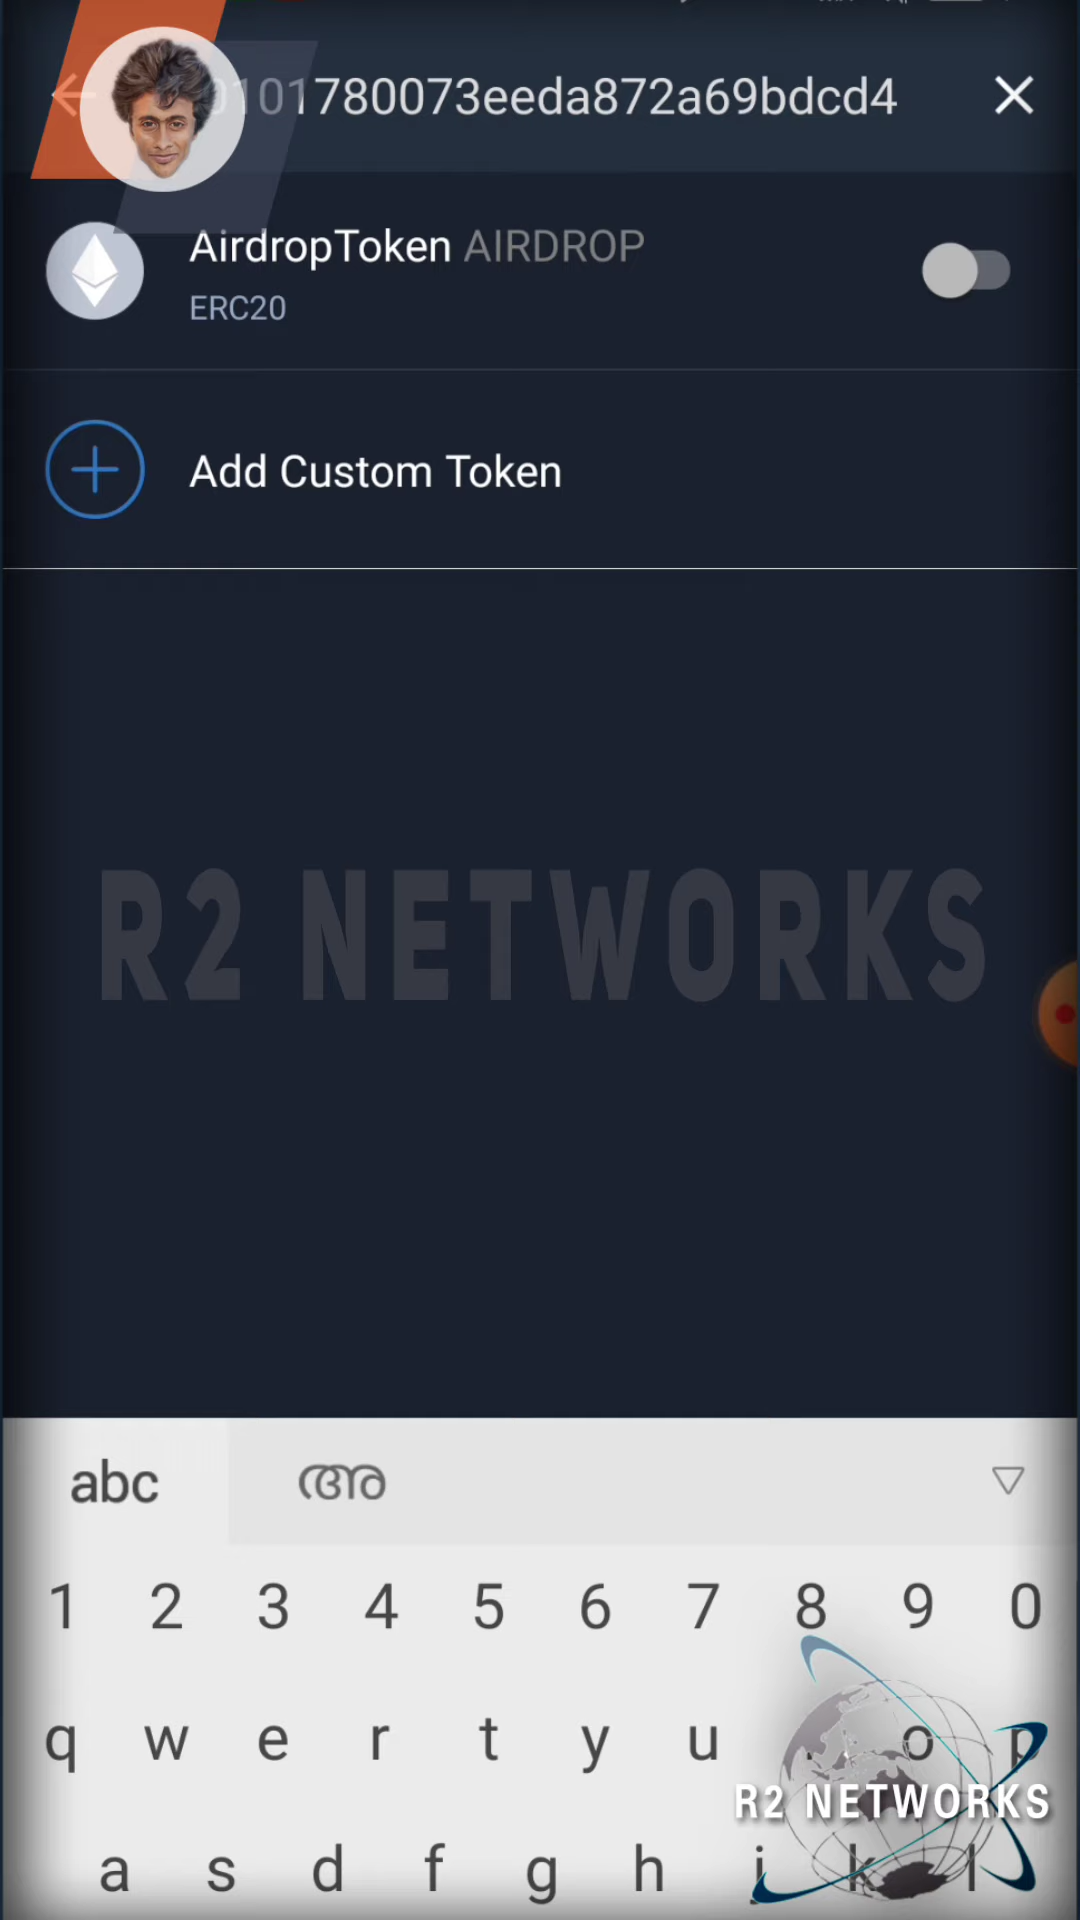 0101780073eeda872a69bdcd4
AirdropToken AIRDROP
ERC20
Add Custom Token
R2 NETWORKS
abc അ
1 2 3 4 5 6 7 8 9 0
q w e r t y u o p
R2 NETWORKS
a s d f g h j k l